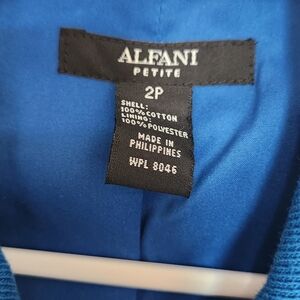 ALFANI
PETITE
2P
SHELL:
100% COTTON
LINING:
100% POLYESTER
MADE IN
PHILIPPINES
WPL 8046